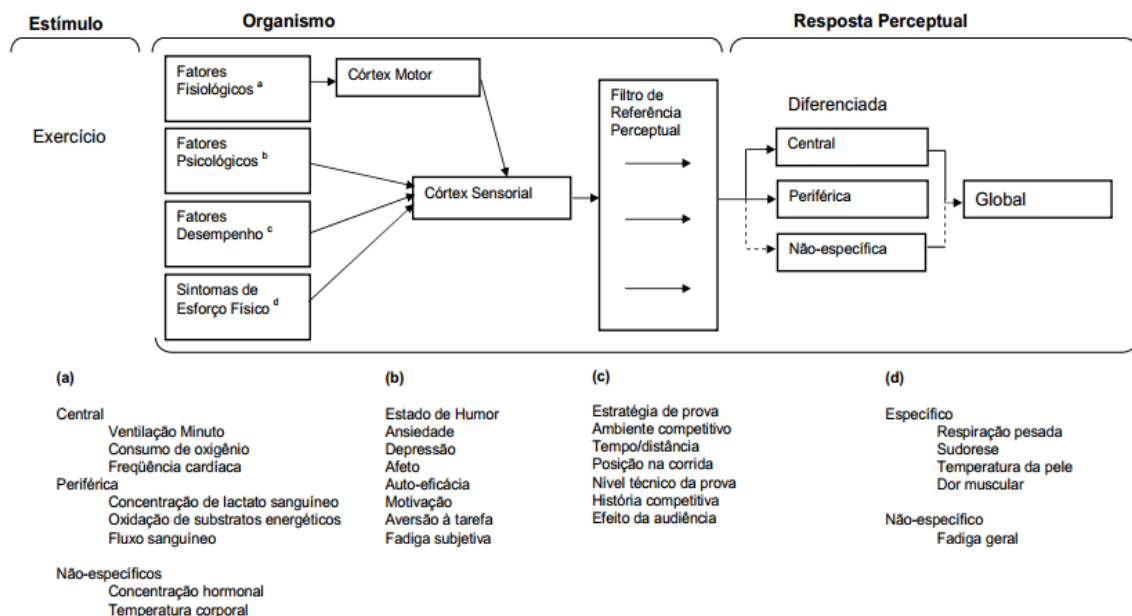 Estímulo
Organismo
Resposta Perceptual
Exercício
Fatores
Fisiológicos a
Córtex Motor
Fatores
Psicológicos b
Fatores
Desempenho c
Sintomas de
Esforço Físico d
Córtex Sensorial
Filtro de
Referência
Perceptual
Diferenciada
Central
Periférica
Não-específica
Global
(a)
Central
Ventilação Minuto
Consumo de oxigênio
Freqüência cardíaca
Periférica
Concentração de lactato sanguíneo
Oxidação de substratos energéticos
Fluxo sanguíneo
Não-específicos
Concentração hormonal
Temperatura corporal
(b)
Estado de Humor
Ansiedade
Depressão
Afeto
Auto-eficácia
Motivação
Aversão à tarefa
Fadiga subjetiva
(c)
Estratégia de prova
Ambiente competitivo
Tempo/distância
Posição na corrida
Nível técnico da prova
História competitiva
Efeito da audiência
(d)
Específico
Respiração pesada
Sudorese
Temperatura da pele
Dor muscular
Não-específico
Fadiga geral